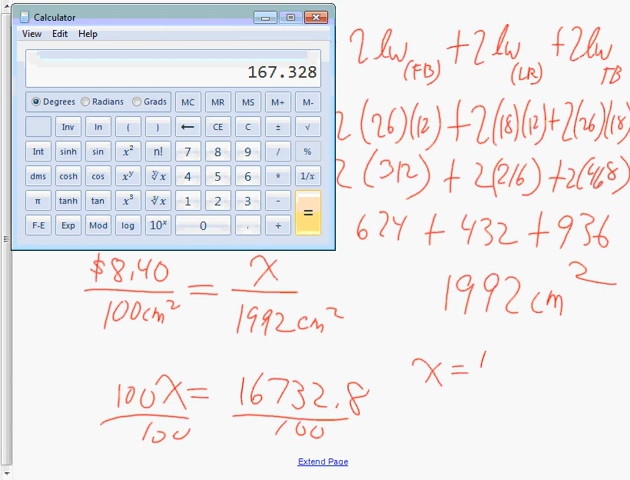 Calculator
View Edit Help
167.328
Degrees Radians Grads MC MR MS M+ M-
Inv ln ( ) ← CE C ± √
Int sinh sin x² n! 7 8 9 / %
dms cosh cos xʸ ʸ√x 4 5 6 * 1/x
π tanh tan x³ ³√x 1 2 3 - =
F-E Exp Mod log 10ˣ 0 . +
2lw (FB) + 2lw (LR) + 2lw TB
2(26)(12) + 2(18)(12) + 2(26)(18)
2(312) + 2(216) + 2(468)
624 + 432 + 936
1992 cm²
$8.40 / 100cm² = x / 1992cm²
100x / 100 = 16732.8 / 100
x = 1
Extend Page